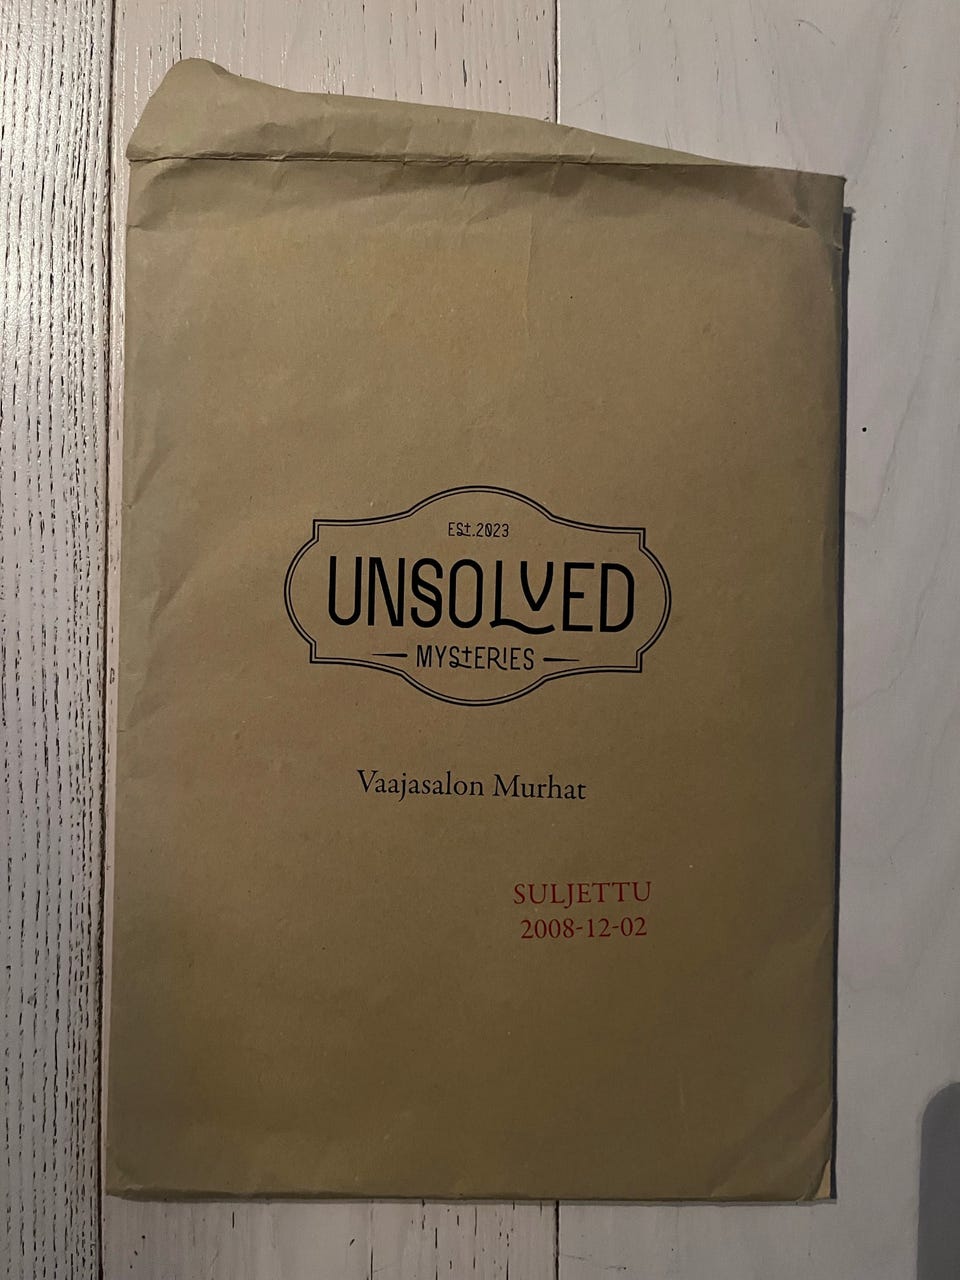 Est.2023
UNSOLVED
MYStERIES
Vaajasalon Murhat
SULJETTU
2008-12-02